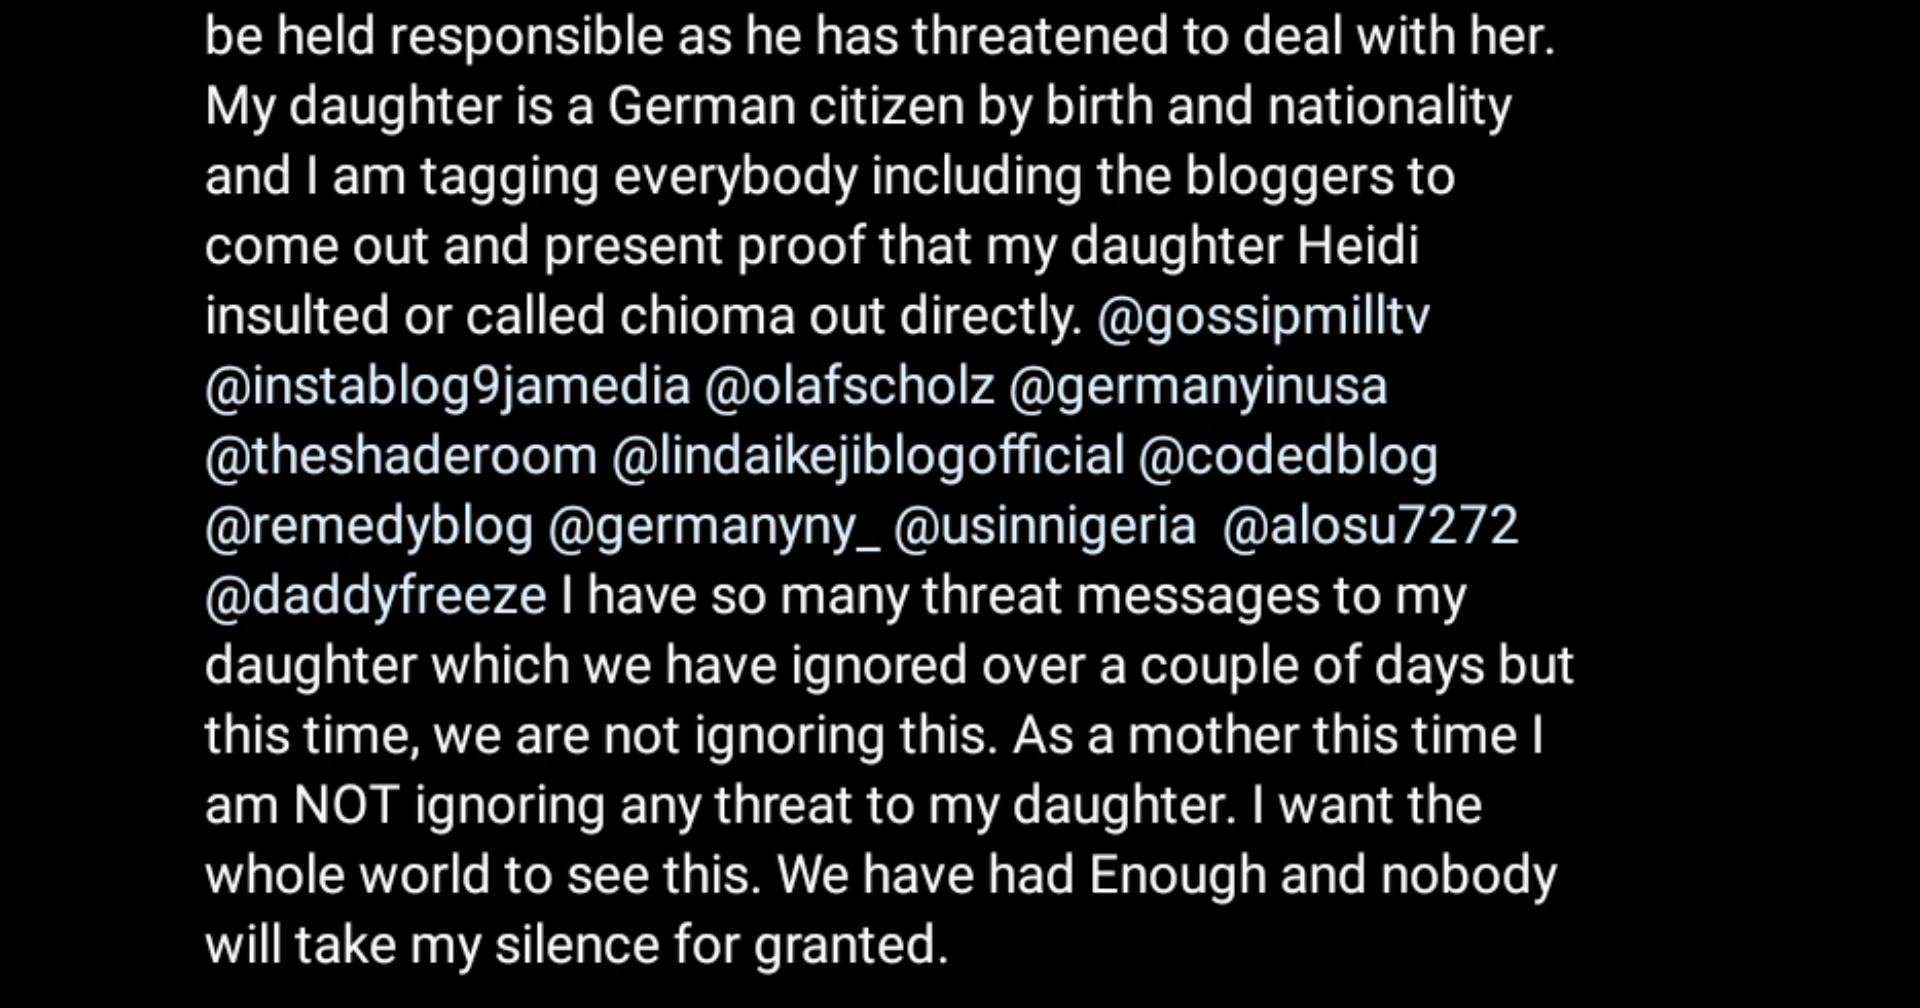 be held responsible as he has threatened to deal with her.
My daughter is a German citizen by birth and nationality
and I am tagging everybody including the bloggers to
come out and present proof that my daughter Heidi
insulted or called chioma out directly. @gossipmilltv
@instablog9jamedia @olafscholz @germanyinusa
@theshaderoom @lindaikejiblogofficial @codedblog
@remedyblog @germanyny_ @usinnigeria  @alosu7272
@daddyfreeze I have so many threat messages to my
daughter which we have ignored over a couple of days but
this time, we are not ignoring this. As a mother this time I
am NOT ignoring any threat to my daughter. I want the
whole world to see this. We have had Enough and nobody
will take my silence for granted.